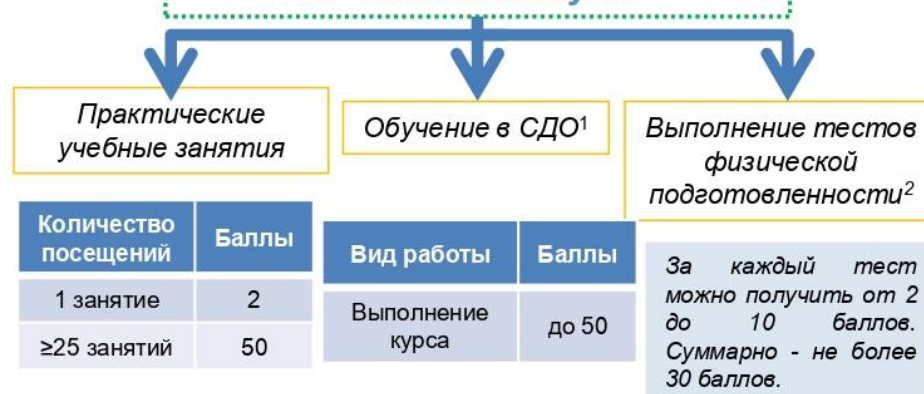 Практические
учебные занятия
Обучение в СДО¹
Выполнение тестов
физической
подготовленности²
Количество
посещений
Баллы
1 занятие
2
≥25 занятий
50
Вид работы
Баллы
Выполнение
курса
до 50
За каждый тест
можно получить от 2
до 10 баллов.
Суммарно - не более
30 баллов.